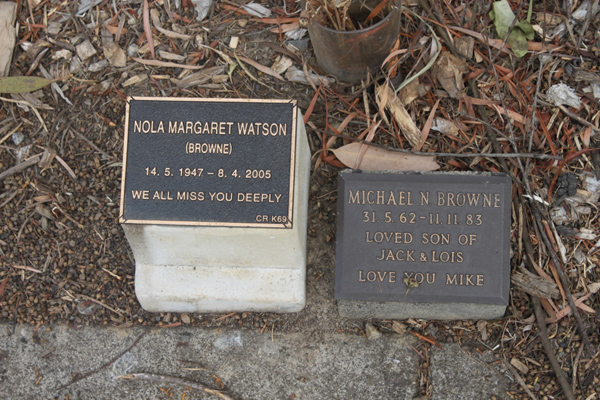 NOLA MARGARET WATSON
(BROWNE)
14. 5. 1947 – 8. 4. 2005
WE ALL MISS YOU DEEPLY
CR K69
MICHAEL N. BROWNE
31 5. 62 - 11. 11. 83
LOVED SON OF
JACK & LOIS
LOVE YOU MIKE